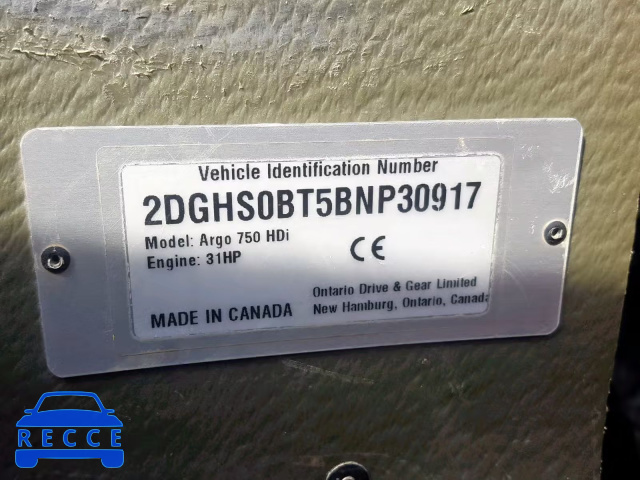 Vehicle Identification Number
2DGHS0BT5BNP30917
Model: Argo 750 HDi
Engine: 31HP
CE
MADE IN CANADA
Ontario Drive & Gear Limited
New Hamburg, Ontario, Canada
RECCE